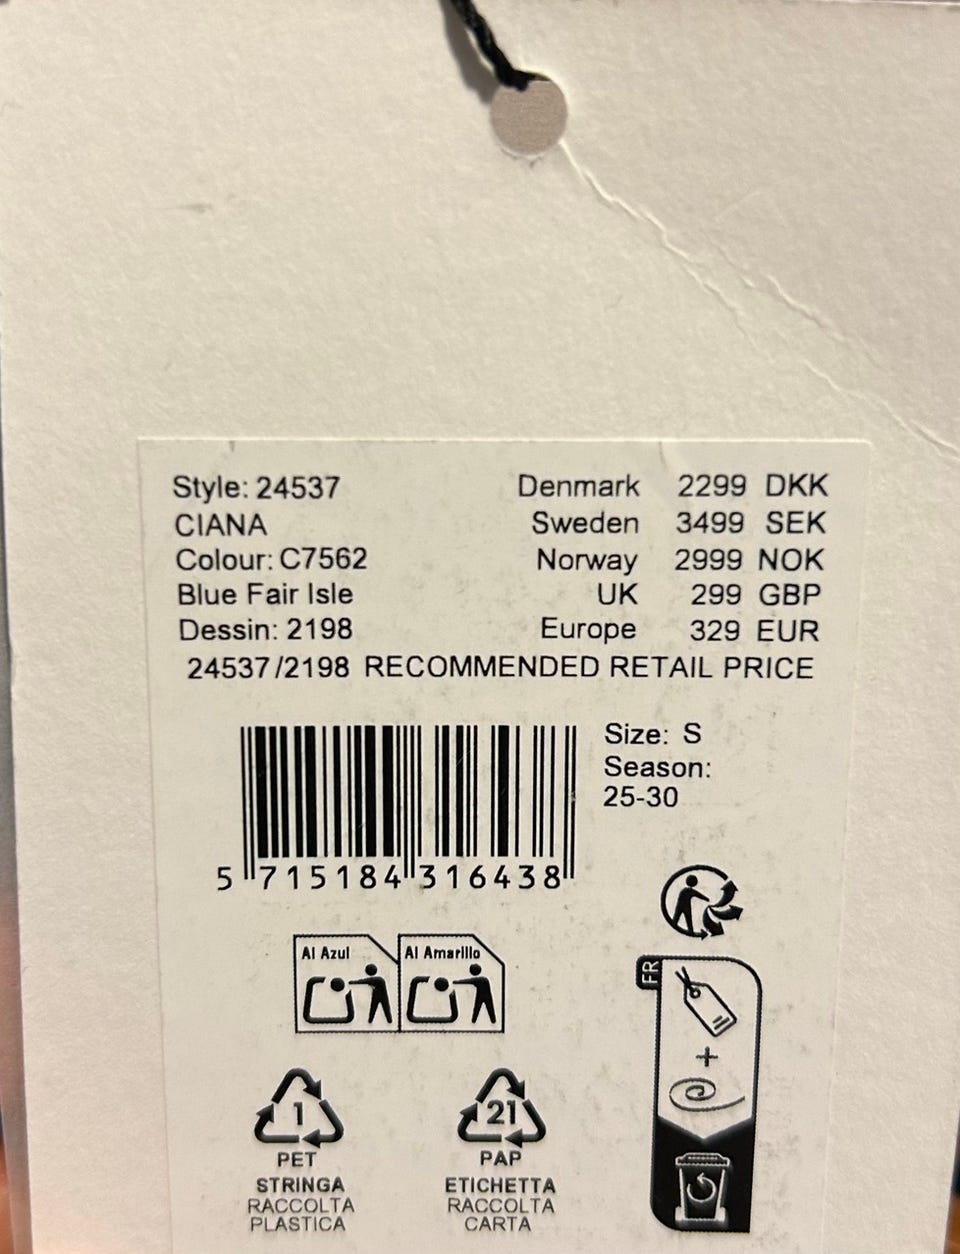 Style: 24537
CIANA
Colour: C7562
Blue Fair Isle
Dessin: 2198
Denmark 2299 DKK
Sweden 3499 SEK
Norway 2999 NOK
UK 299 GBP
Europe 329 EUR
24537/2198 RECOMMENDED RETAIL PRICE
Size: S
Season:
25-30
5 715184 316438
Al Azul
Al Amarillo
FR
+
1
PET
STRINGA
RACCOLTA
PLASTICA
21
PAP
ETICHETTA
RACCOLTA
CARTA